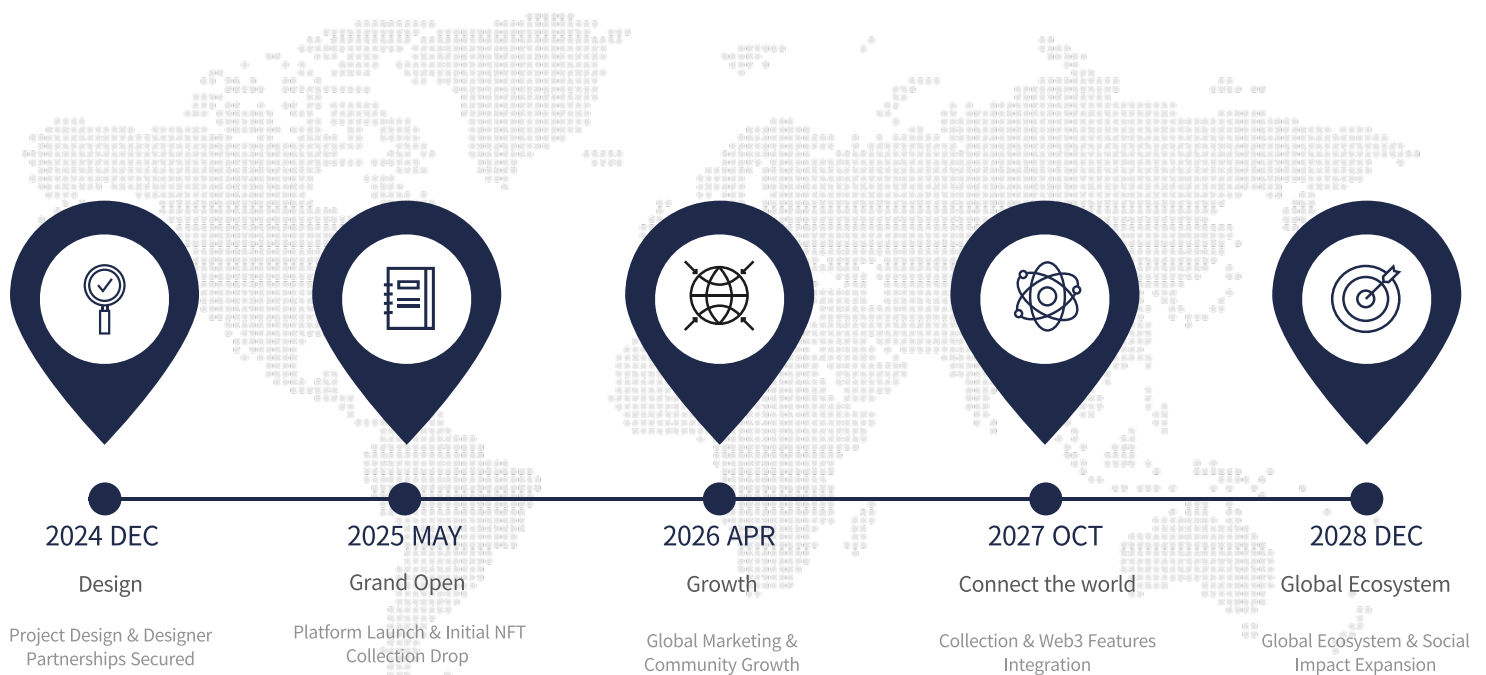 2024 DEC
Design
Project Design & Designer
Partnerships Secured
2025 MAY
Grand Open
Platform Launch & Initial NFT
Collection Drop
2026 APR
Growth
Global Marketing &
Community Growth
2027 OCT
Connect the world
Collection & Web3 Features
Integration
2028 DEC
Global Ecosystem
Global Ecosystem & Social
Impact Expansion